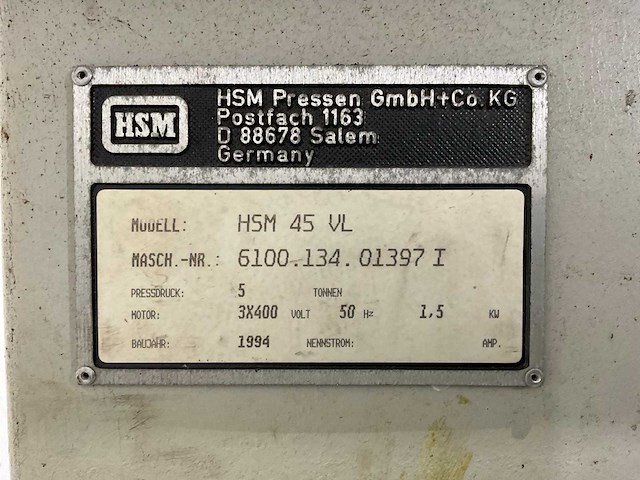 HSM
HSM Pressen GmbH+Co. KG
Postfach 1163
D 88678 Salem
Germany
MODELL: HSM 45 VL
MASCH.-NR.: 6100.134.01397 I
PRESSDRUCK: 5 TONNEN
MOTOR: 3X400 VOLT 50 Hz 1,5 KW
BAUJAHR: 1994 NENNSTROM: AMP.